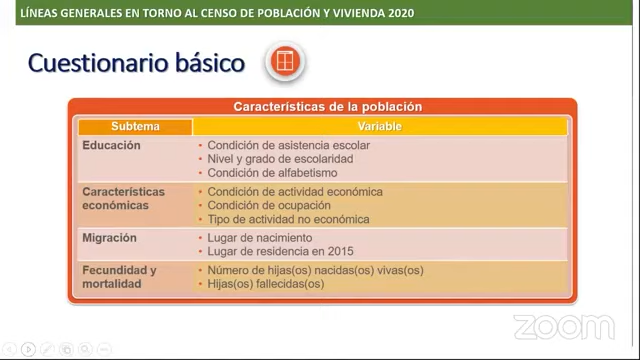 LÍNEAS GENERALES EN TORNO AL CENSO DE POBLACIÓN Y VIVIENDA 2020
Cuestionario básico
Características de la población
Subtema
Variable
Educación
• Condición de asistencia escolar
• Nivel y grado de escolaridad
• Condición de alfabetismo
Características
económicas
• Condición de actividad económica
• Condición de ocupación
• Tipo de actividad no económica
Migración
• Lugar de nacimiento
• Lugar de residencia en 2015
Fecundidad y
mortalidad
• Número de hijas(os) nacidas(os) vivas(os)
• Hijas(os) fallecidas(os)
zoom